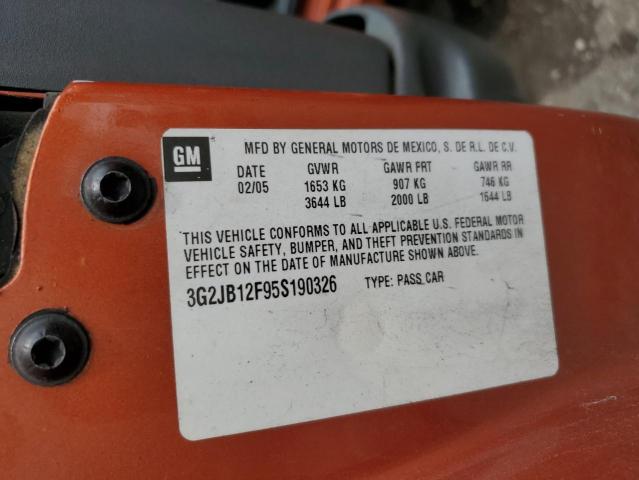 GM
MFD BY GENERAL MOTORS DE MEXICO, S. DE R.L. DE C.V.
DATE GVWR GAWR FRT GAWR RR
02/05 1653 KG 907 KG 746 KG
3644 LB 2000 LB 1644 LB
THIS VEHICLE CONFORMS TO ALL APPLICABLE U.S. FEDERAL MOTOR
VEHICLE SAFETY, BUMPER, AND THEFT PREVENTION STANDARDS IN
EFFECT ON THE DATE OF MANUFACTURE SHOWN ABOVE.
3G2JB12F95S190326 TYPE: PASS CAR